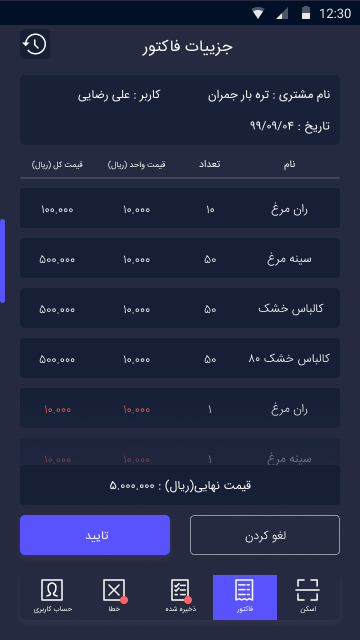 12:30
جزییات فاکتور
نام مشتری : تره بار جمران کاربر : علی رضایی
تاریخ : ۹۹/۰۹/۰۴
نام تعداد قیمت واحد (ریال) قیمت کل (ریال)
ران مرغ ۱۰ ۱۰.۰۰۰ ۱۰۰.۰۰۰
سینه مرغ ۵۰ ۱۰.۰۰۰ ۵۰۰.۰۰۰
کالباس خشک ۵۰ ۱۰.۰۰۰ ۵۰۰.۰۰۰
کالباس خشک ۸۰ ۵۰ ۱۰.۰۰۰ ۵۰۰.۰۰۰
ران مرغ ۱ ۱۰.۰۰۰ ۱۰.۰۰۰
سینه مرغ ۱ ۱۰.۰۰۰ ۱۰.۰۰۰
قیمت نهایی(ریال) : ۵.۰۰۰.۰۰۰
لغو کردن تایید
اسکن فاکتور ذخیره شده خطا حساب کاربری